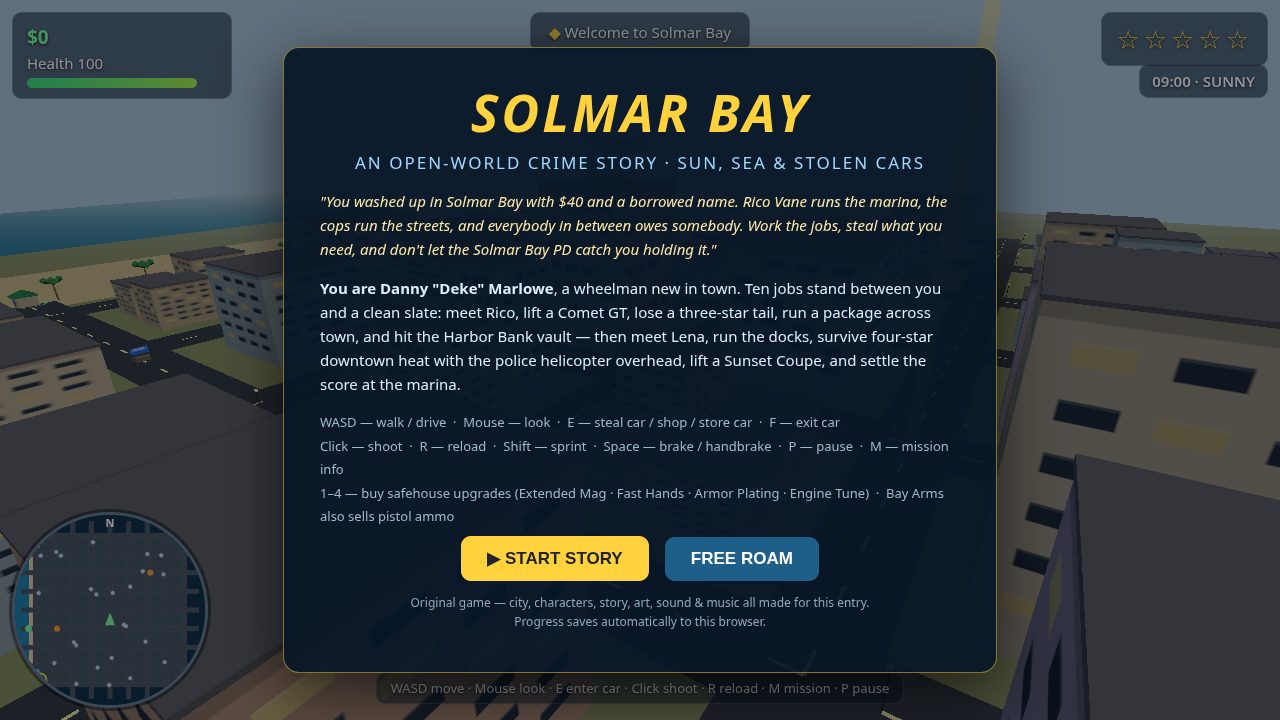 $0
Health 100
◆ Welcome to Solmar Bay
☆☆☆☆☆
09:00 · SUNNY
SOLMAR BAY
AN OPEN-WORLD CRIME STORY · SUN, SEA & STOLEN CARS
"You washed up in Solmar Bay with $40 and a borrowed name. Rico Vane runs the marina, the
cops run the streets, and everybody in between owes somebody. Work the jobs, steal what you
need, and don't let the Solmar Bay PD catch you holding it."
You are Danny "Deke" Marlowe, a wheelman new in town. Ten jobs stand between you
and a clean slate: meet Rico, lift a Comet GT, lose a three-star tail, run a package across
town, and hit the Harbor Bank vault — then meet Lena, run the docks, survive four-star
downtown heat with the police helicopter overhead, lift a Sunset Coupe, and settle the
score at the marina.
WASD — walk / drive · Mouse — look · E — steal car / shop / store car · F — exit car
Click — shoot · R — reload · Shift — sprint · Space — brake / handbrake · P — pause · M — mission
info
1–4 — buy safehouse upgrades (Extended Mag · Fast Hands · Armor Plating · Engine Tune) · Bay Arms
also sells pistol ammo
▶ START STORY
FREE ROAM
Original game — city, characters, story, art, sound & music all made for this entry.
Progress saves automatically to this browser.
N
WASD move · Mouse look · E enter car · Click shoot · R reload · M mission · P pause